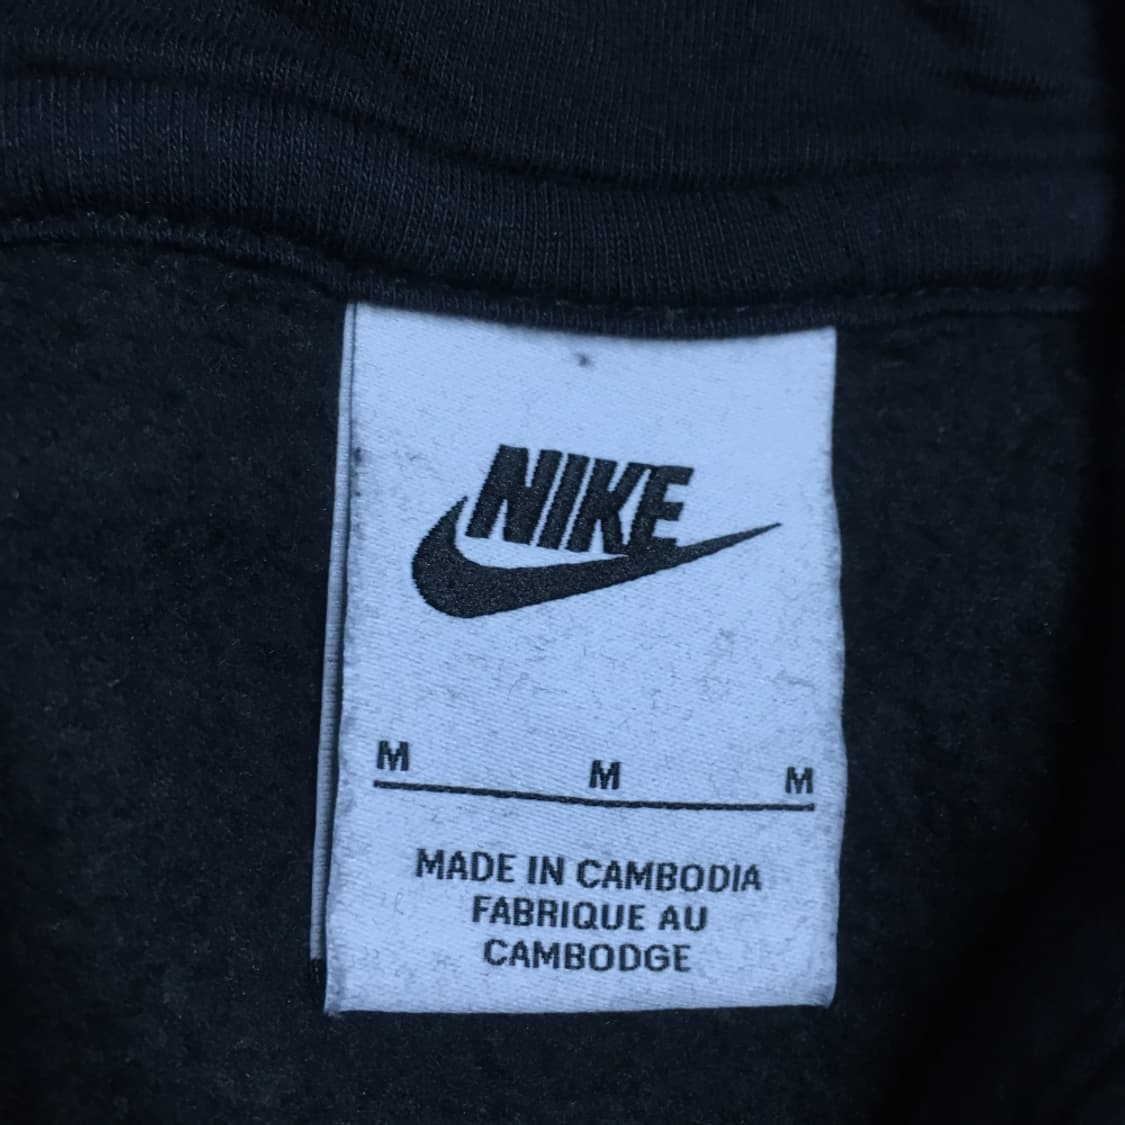 NIKE
M M M
MADE IN CAMBODIA
FABRIQUE AU
CAMBODGE